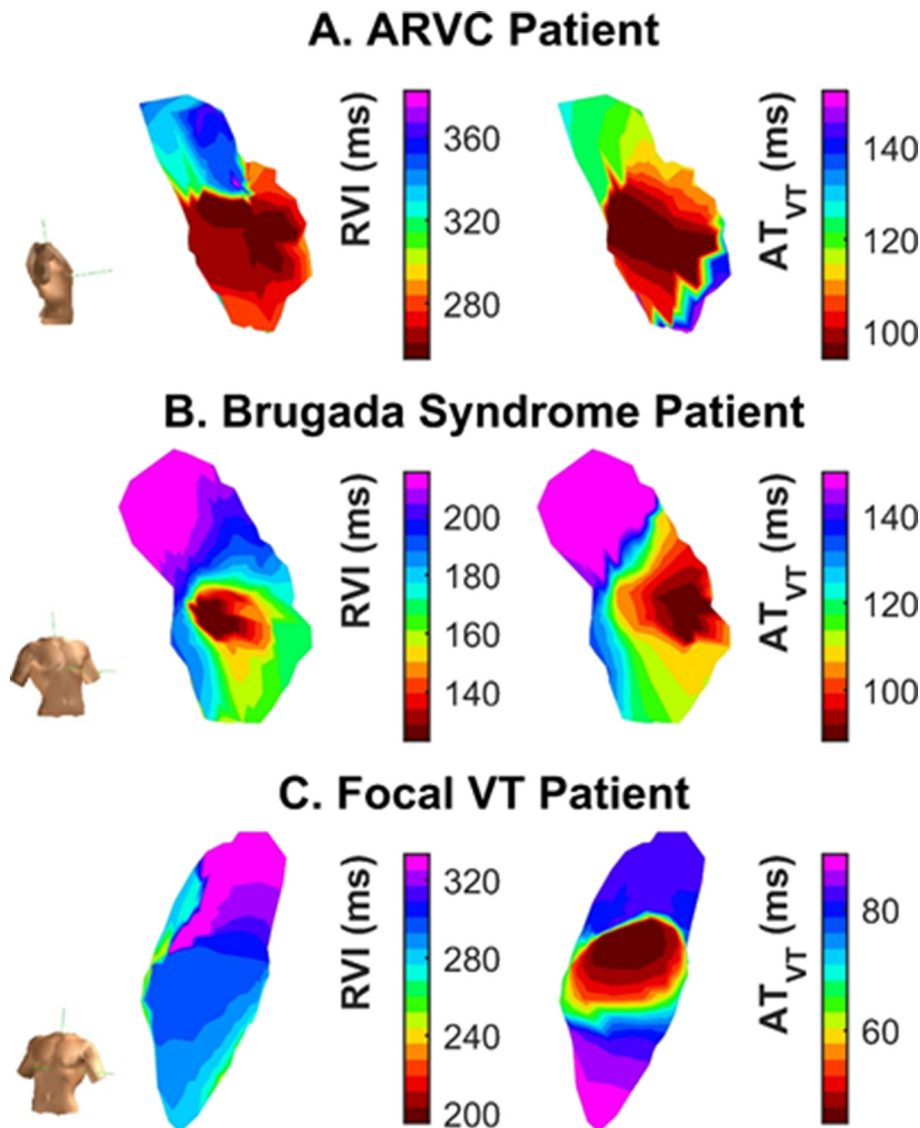 A. ARVC Patient
RVI (ms)
360
320
280
AT_VT (ms)
140
120
100
B. Brugada Syndrome Patient
RVI (ms)
200
180
160
140
AT_VT (ms)
140
120
100
C. Focal VT Patient
RVI (ms)
320
280
240
200
AT_VT (ms)
80
60